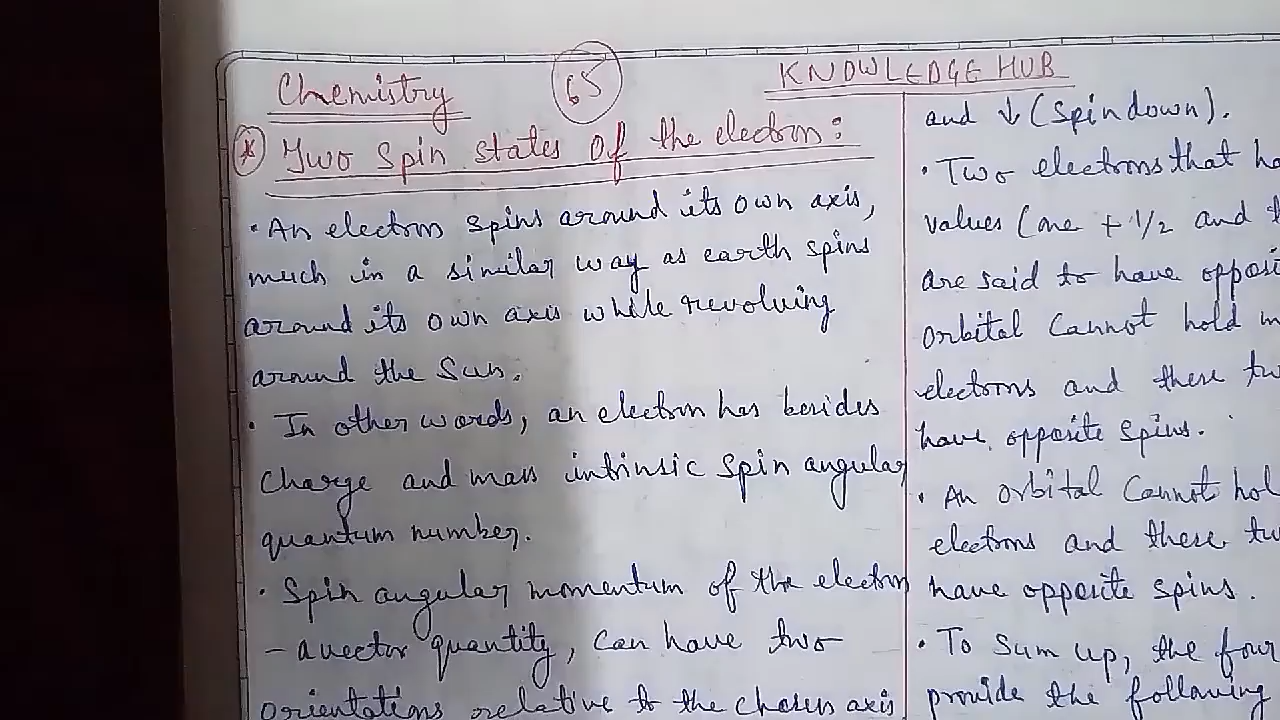 Chemistry
65
KNOWLEDGE HUB
* Two Spin states of the electron:
• An electron spins around its own axis,
much in a similar way as earth spins
around its own axis while revolving
around the Sun.
• In other words, an electron has besides
charge and mass intrinsic spin angular
quantum number.
• Spin angular momentum of the electron
– a vector quantity, can have two
orientations relative to the chosen axis
and ↓ (spin down).
• Two electrons that
values (one + 1/2 and
are said to have
orbital cannot hold
electrons and these
have opposite spins.
• An orbital cannot
electrons and these
have opposite spins.
• To sum up, the four
provide the following